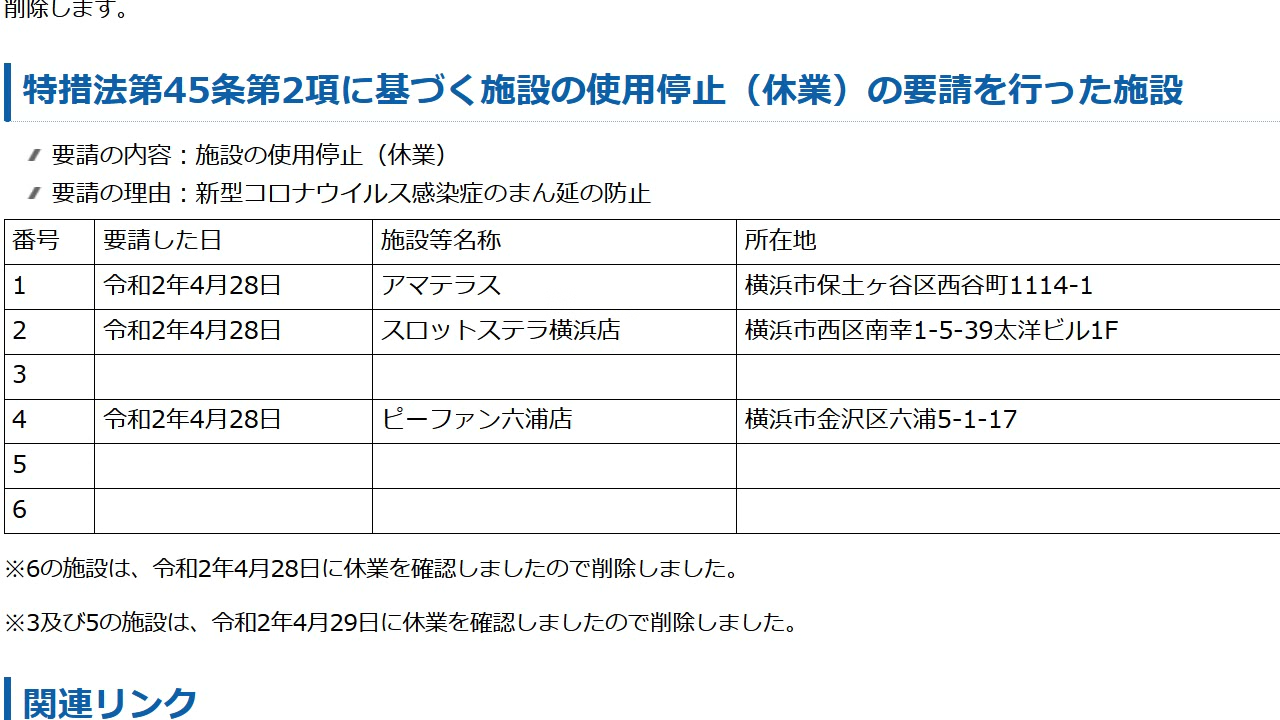 削除します。
特措法第45条第2項に基づく施設の使用停止（休業）の要請を行った施設
要請の内容：施設の使用停止（休業）
要請の理由：新型コロナウイルス感染症のまん延の防止
番号 要請した日 施設等名称 所在地
1 令和2年4月28日 アマテラス 横浜市保土ヶ谷区西谷町1114-1
2 令和2年4月28日 スロットステラ横浜店 横浜市西区南幸1-5-39太洋ビル1F
3
4 令和2年4月28日 ピーファン六浦店 横浜市金沢区六浦5-1-17
5
6
※6の施設は、令和2年4月28日に休業を確認しましたので削除しました。
※3及び5の施設は、令和2年4月29日に休業を確認しましたので削除しました。
関連リンク